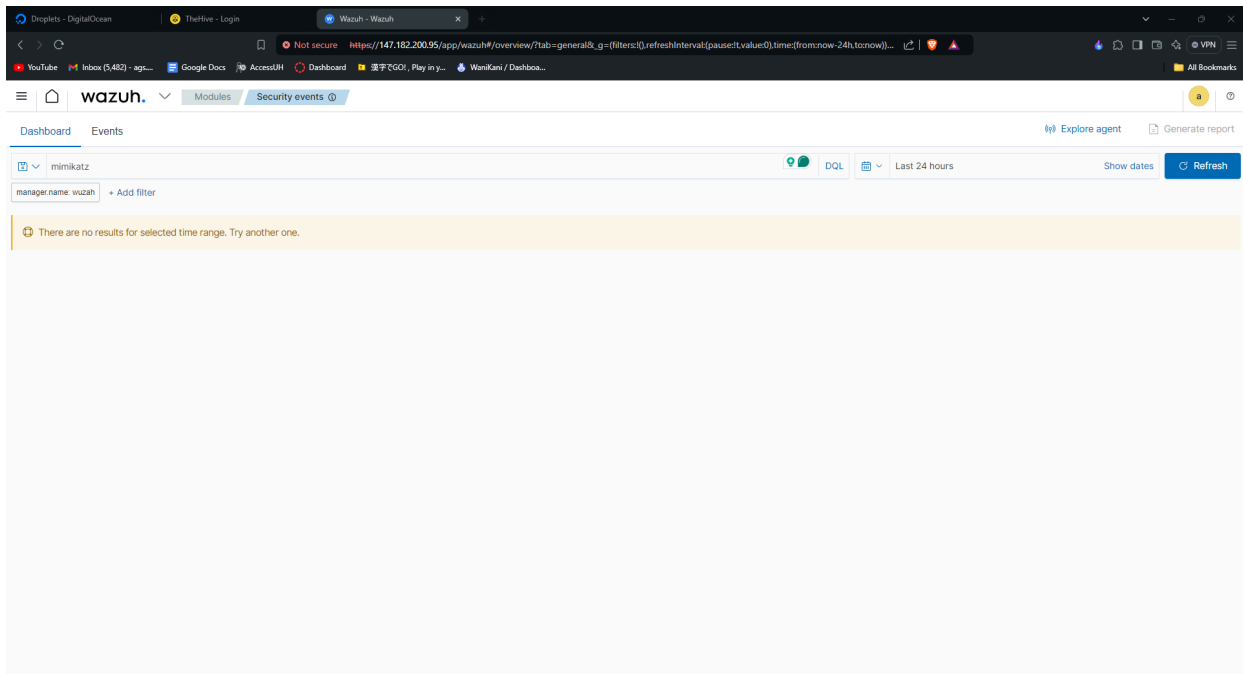 Droplets - DigitalOcean TheHive - Login Wazuh - Wazuh
Not secure https://147.182.200.95/app/wazuh#/overview/?tab=general&_g=(filters:!(),refreshInterval:(pause:!t,value:0),time:(from:now-24h,to:now))... VPN
YouTube Inbox (5,482) - ags.... Google Docs AccessUH Dashboard 漢字でGO!, Play in y... WaniKani / Dashboa... All Bookmarks
wazuh. Modules Security events a
Dashboard Events Explore agent Generate report
mimikatz DQL Last 24 hours Show dates Refresh
manager.name: wuzah + Add filter
There are no results for selected time range. Try another one.